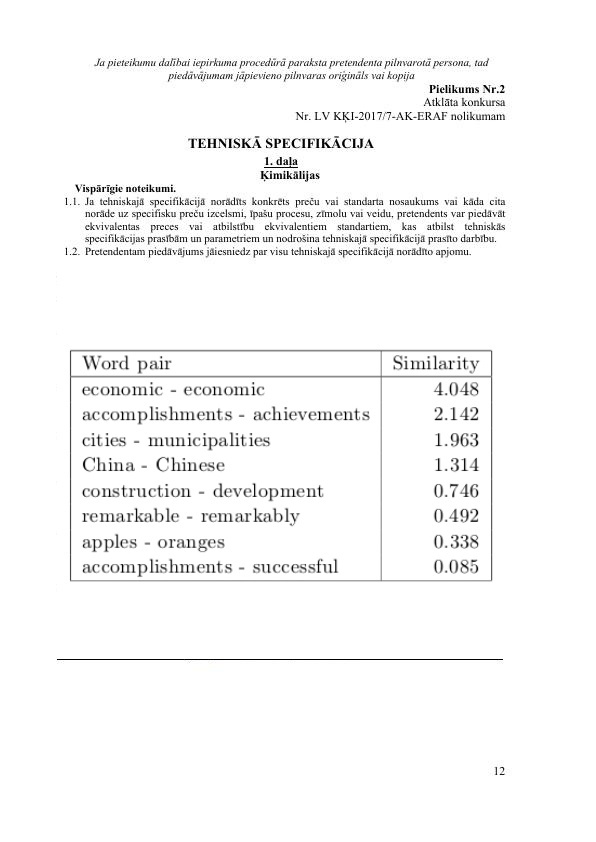 Ja pieteikumu dalībai iepirkuma procedūrā paraksta pretendenta pilnvarotā persona, tad
piedāvājumam jāpievieno pilnvaras oriģināls vai kopija
Pielikums Nr.2
Atklāta konkursa
Nr. LV KĶI-2017/7-AK-ERAF nolikumam
TEHNISKĀ SPECIFIKĀCIJA
1. daļa
Ķimikālijas
Vispārīgie noteikumi.
1.1. Ja tehniskajā specifikācijā norādīts konkrēts preču vai standarta nosaukums vai kāda cita
norāde uz specifisku preču izcelsmi, īpašu procesu, zīmolu vai veidu, pretendents var piedāvāt
ekvivalentas preces vai atbilstību ekvivalentiem standartiem, kas atbilst tehniskās
specifikācijas prasībām un parametriem un nodrošina tehniskajā specifikācijā prasīto darbību.
1.2. Pretendentam piedāvājums jāiesniedz par visu tehniskajā specifikācijā norādīto apjomu.
Word pair Similarity
economic - economic 4.048
accomplishments - achievements 2.142
cities - municipalities 1.963
China - Chinese 1.314
construction - development 0.746
remarkable - remarkably 0.492
apples - oranges 0.338
accomplishments - successful 0.085
12